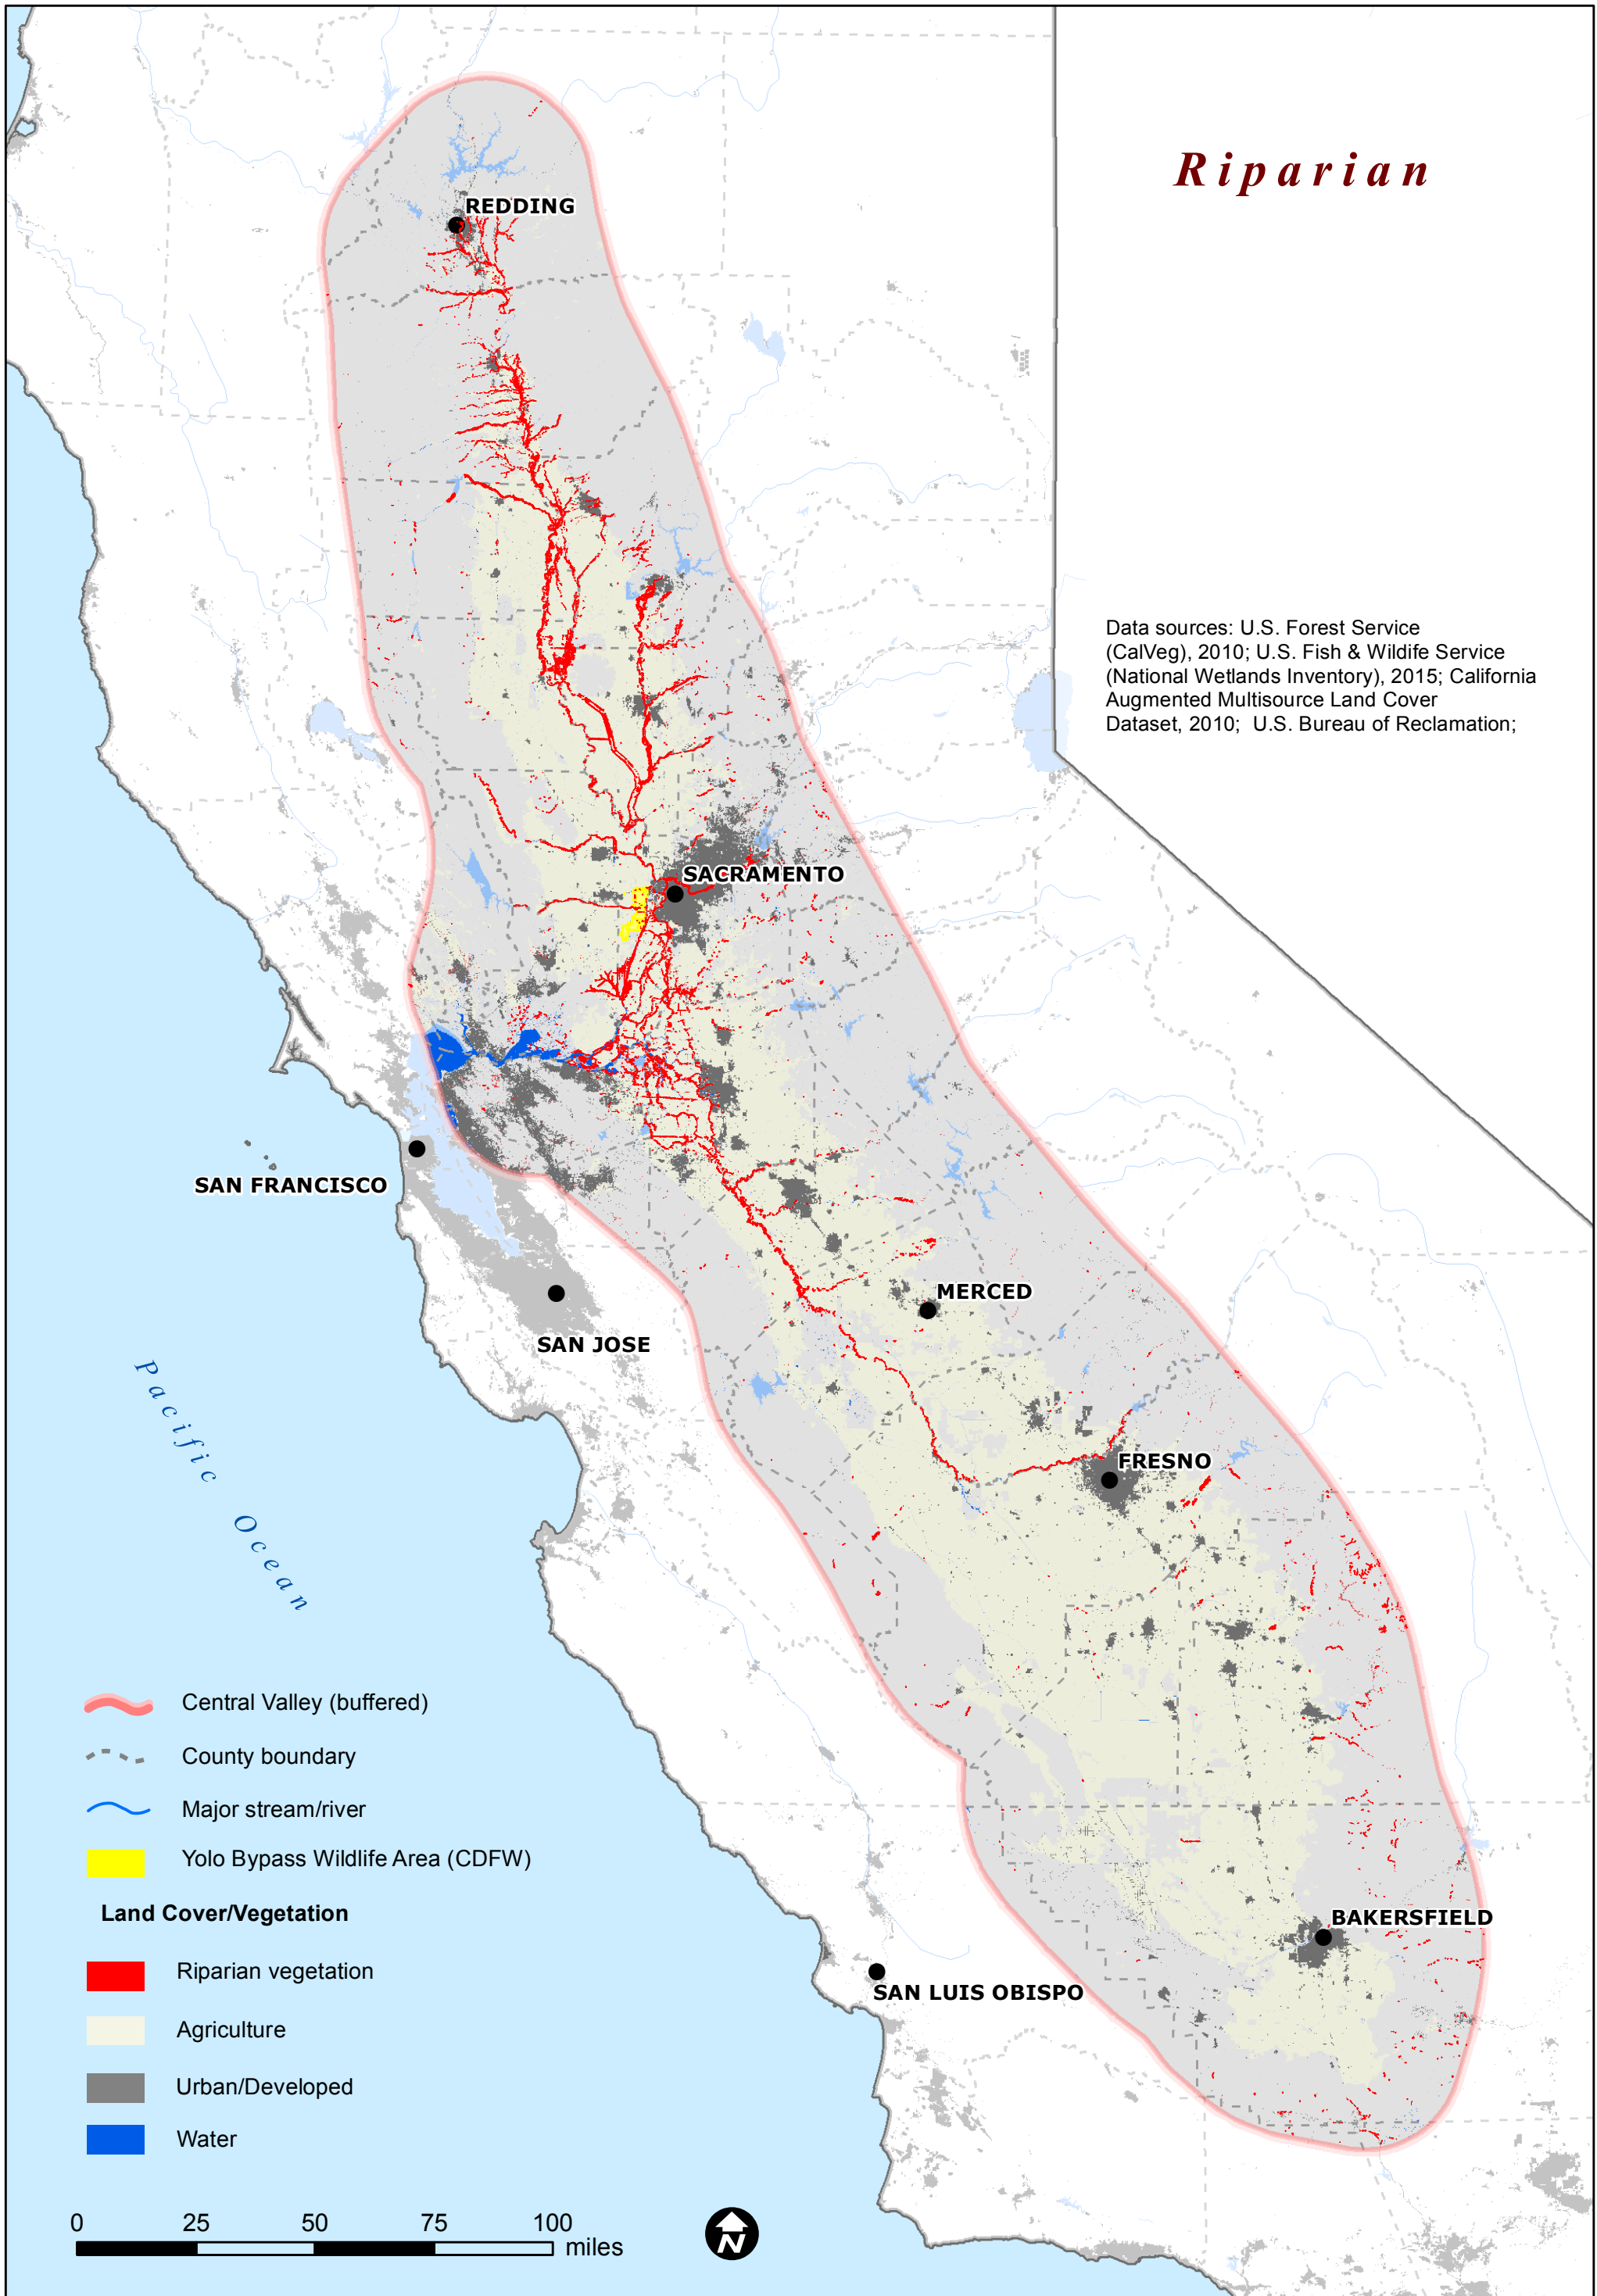 Riparian
REDDING
Data sources: U.S. Forest Service
(CalVeg), 2010; U.S. Fish & Wildife Service
(National Wetlands Inventory), 2015; California
Augmented Multisource Land Cover
Dataset, 2010; U.S. Bureau of Reclamation;
SACRAMENTO
SAN FRANCISCO
MERCED
SAN JOSE
Pacific Ocean
FRESNO
Central Valley (buffered)
County boundary
Major stream/river
Yolo Bypass Wildlife Area (CDFW)
Land Cover/Vegetation
Riparian vegetation
Agriculture
Urban/Developed
Water
BAKERSFIELD
SAN LUIS OBISPO
0 25 50 75 100
miles
N